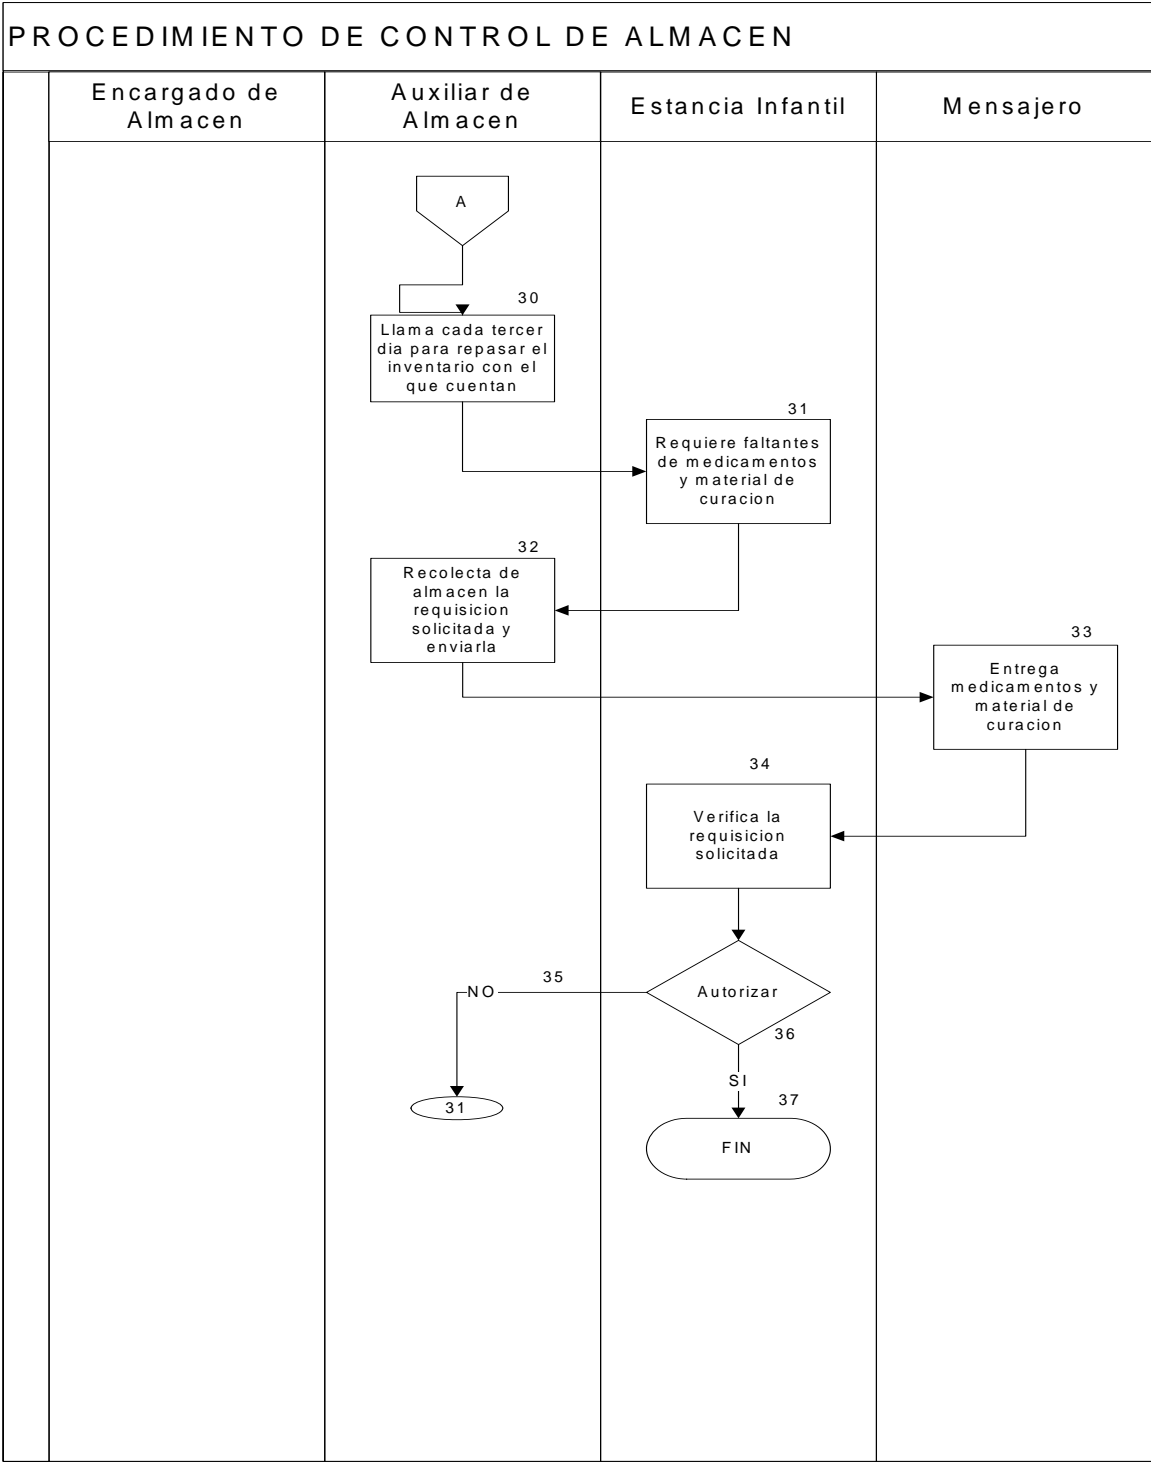 PROCEDIMIENTO DE CONTROL DE ALMACEN
Encargado de
Almacen
Auxiliar de
Almacen
Estancia Infantil
Mensajero
A
30
Llama cada tercer
dia para repasar el
inventario con el
que cuentan
31
Requiere faltantes
de medicamentos
y material de
curacion
32
Recolecta de
almacen la
requisicion
solicitada y
enviarla
33
Entrega
medicamentos y
material de
curacion
34
Verifica la
requisicion
solicitada
35
NO
Autorizar
36
SI
31
37
FIN